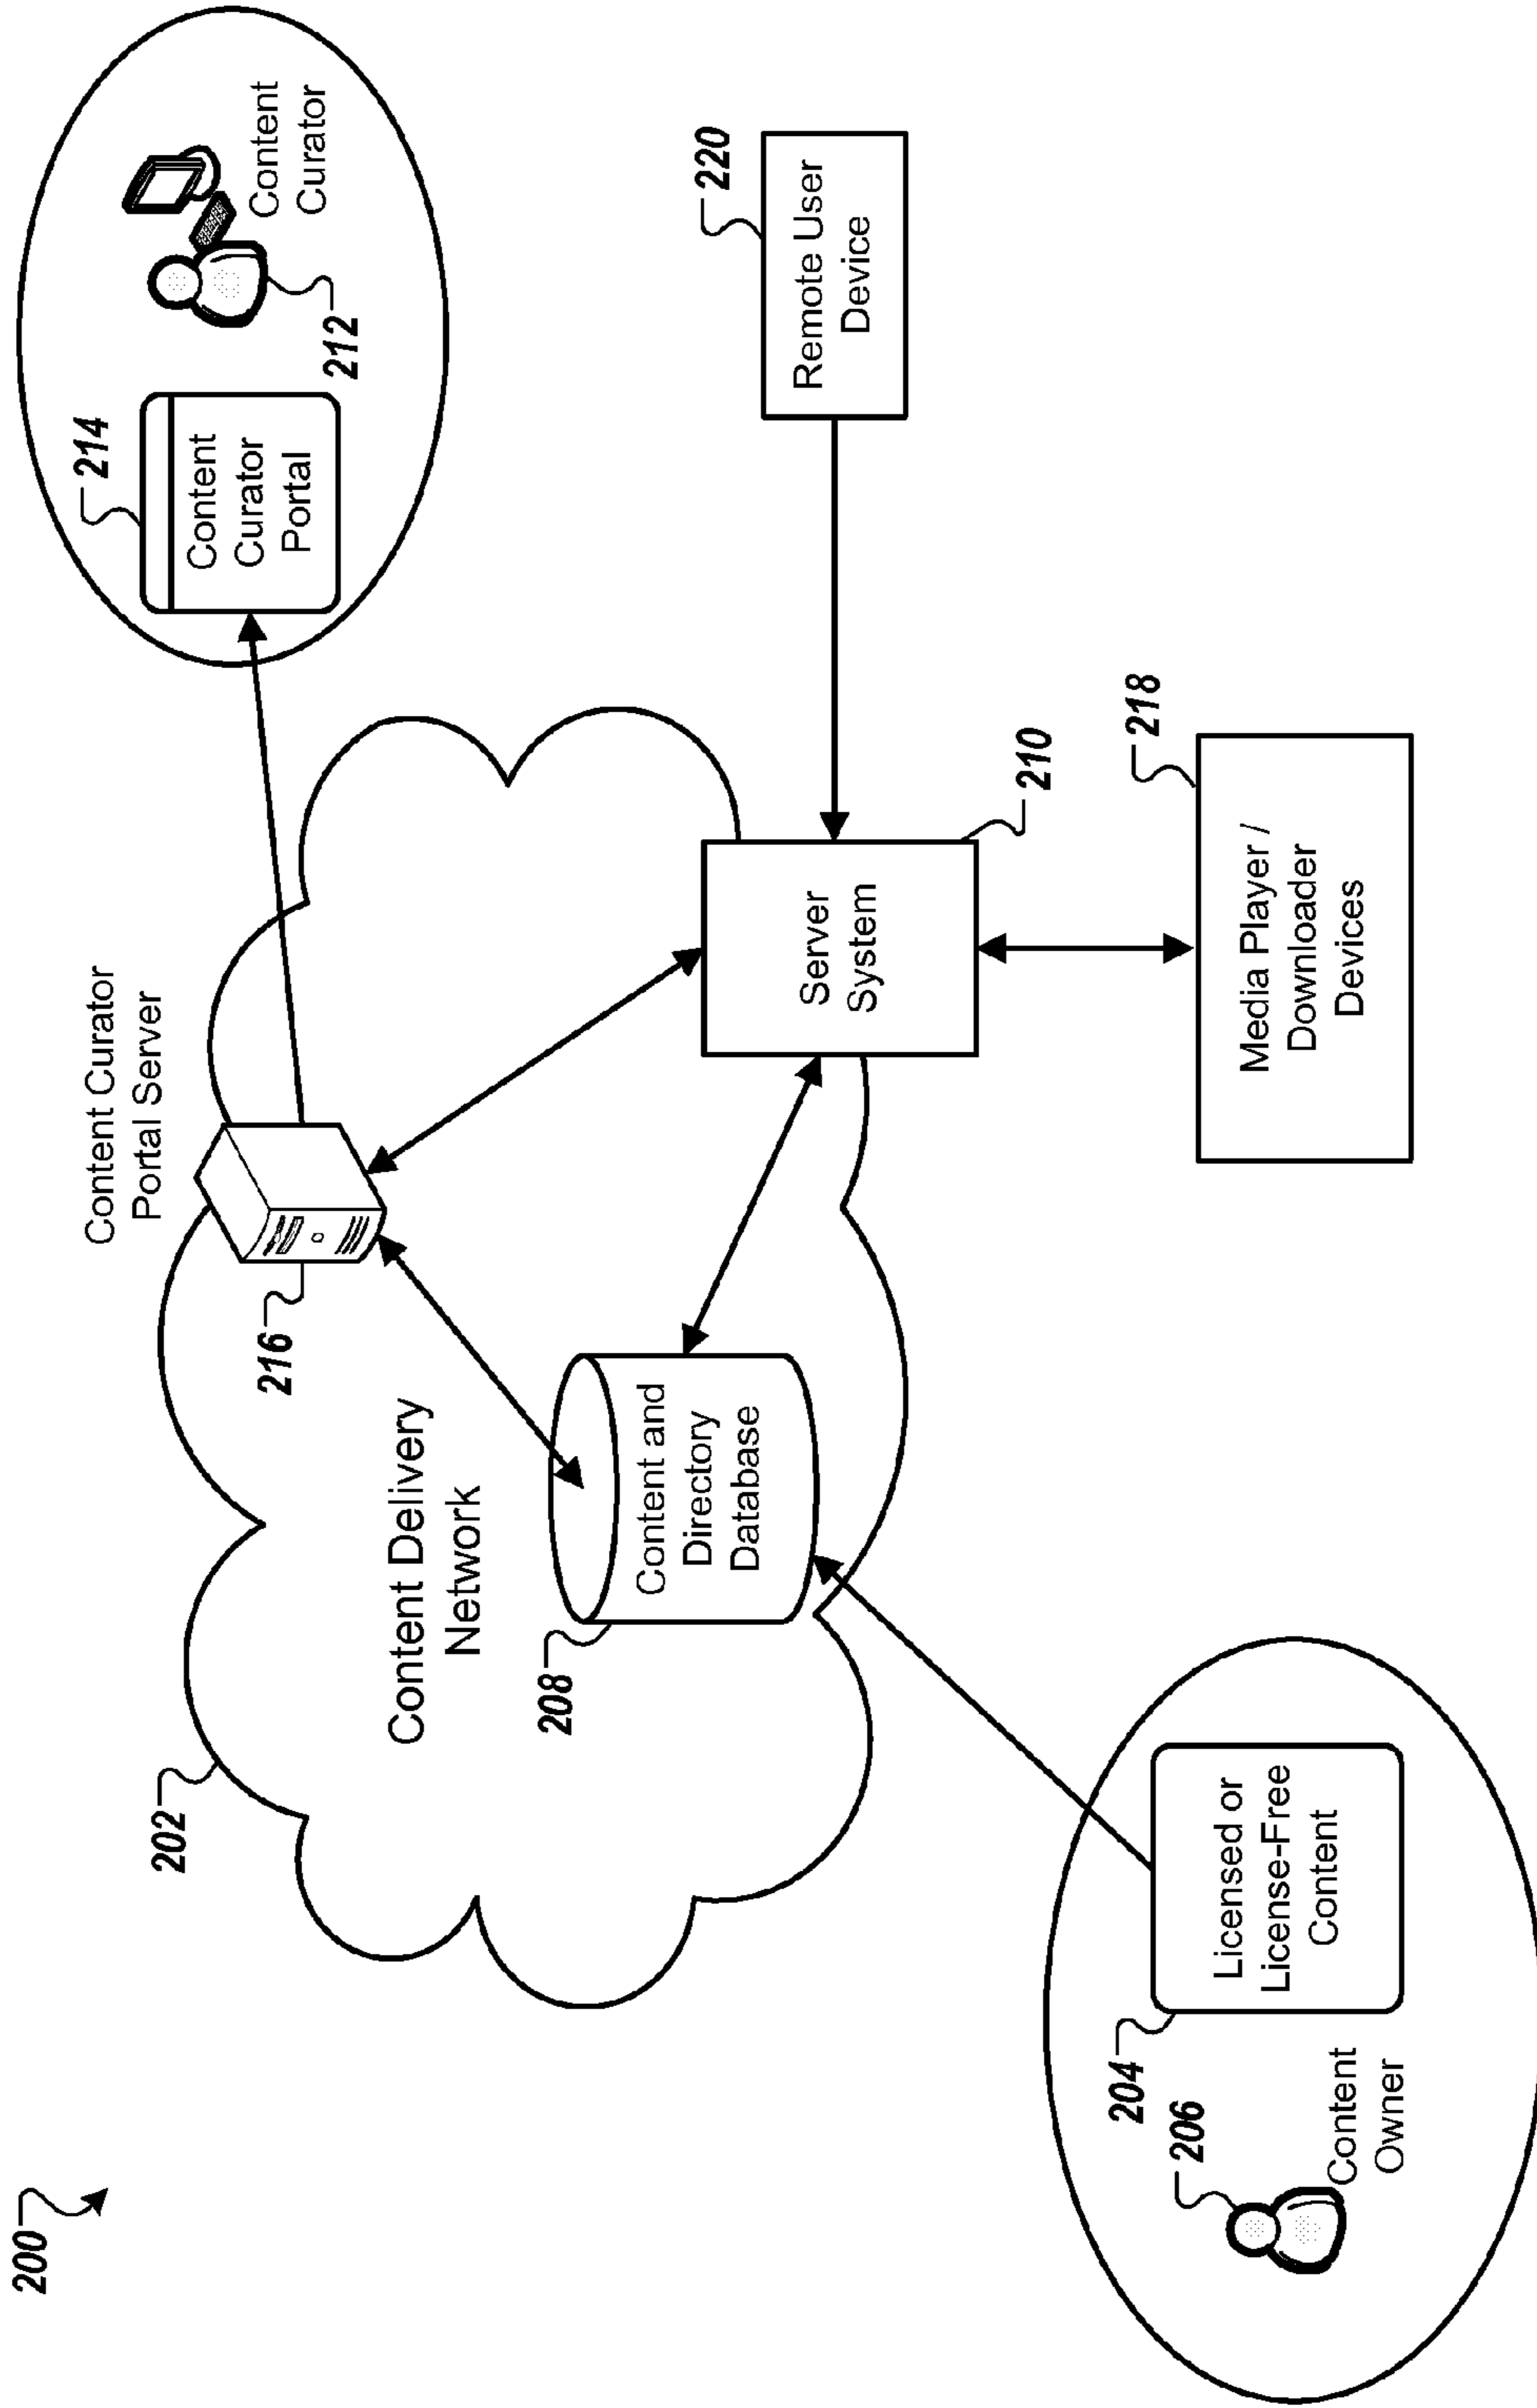 200
202
Content Delivery
Network
Content Curator
Portal Server
216
214
Content
Curator
Portal
212
Content
Curator
208
Content and
Directory
Database
Server
System
210
220
Remote User
Device
218
Media Player /
Downloader
Devices
204
Licensed or
License-Free
Content
206
Content
Owner